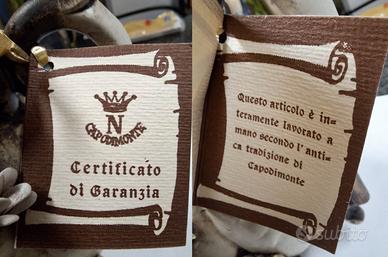 N
CAPODIMONTE
Certificato
di Garanzia
Questo articolo è in=
teramente lavorato a
mano secondo l'anti=
ca tradizione di
Capodimonte
subito